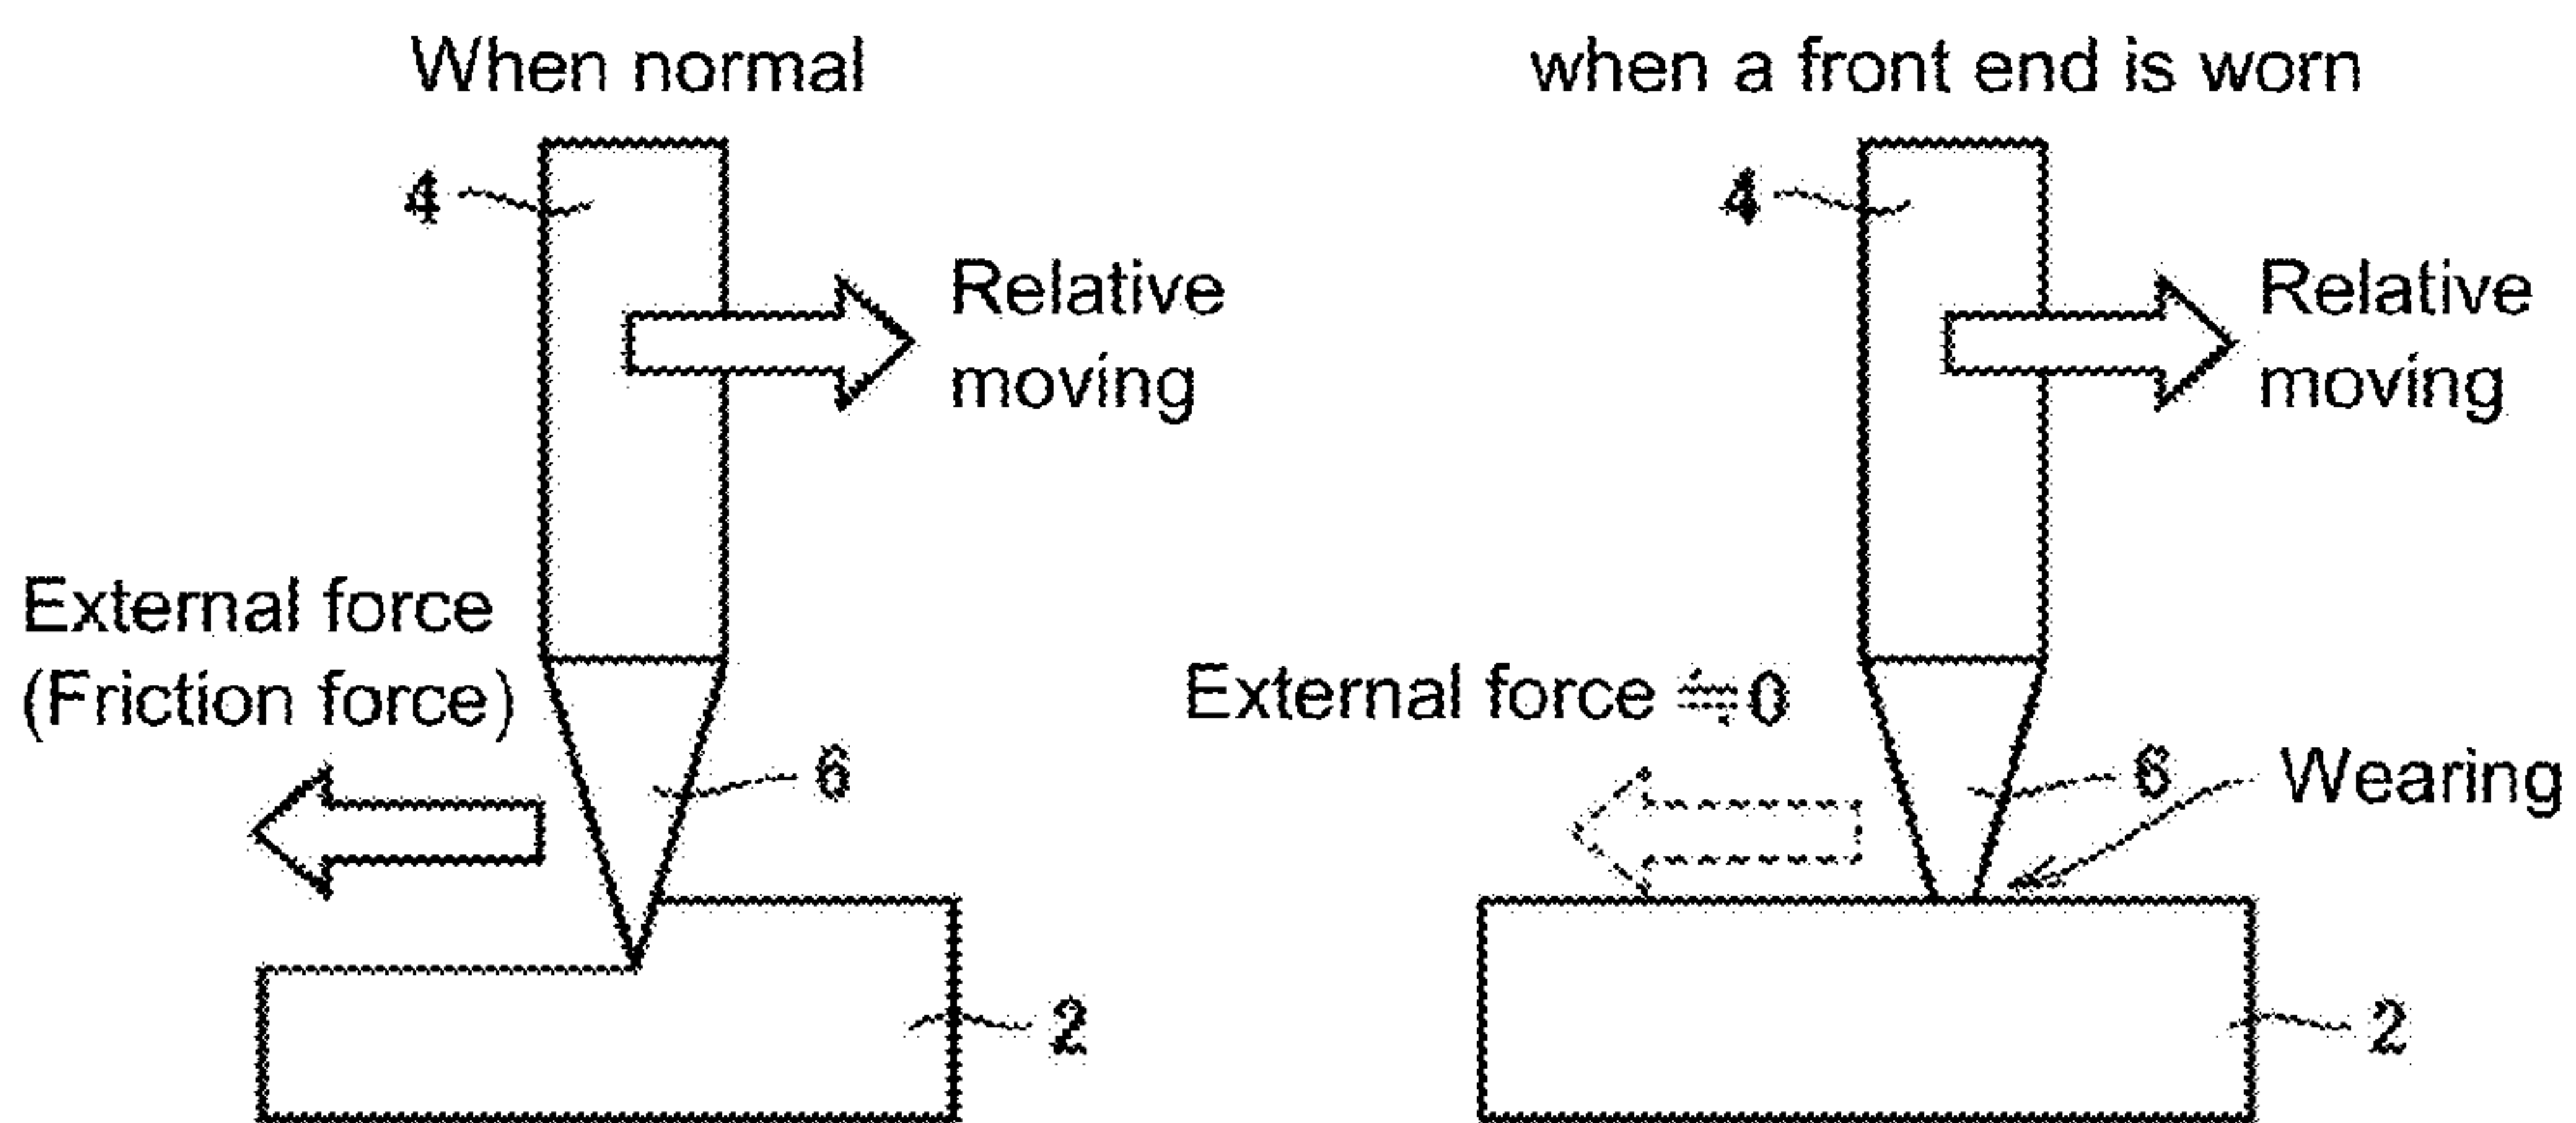 When normal
4
Relative
moving
External force
(Friction force)
6
2
when a front end is worn
4
Relative
moving
External force ≒0
6
Wearing
2